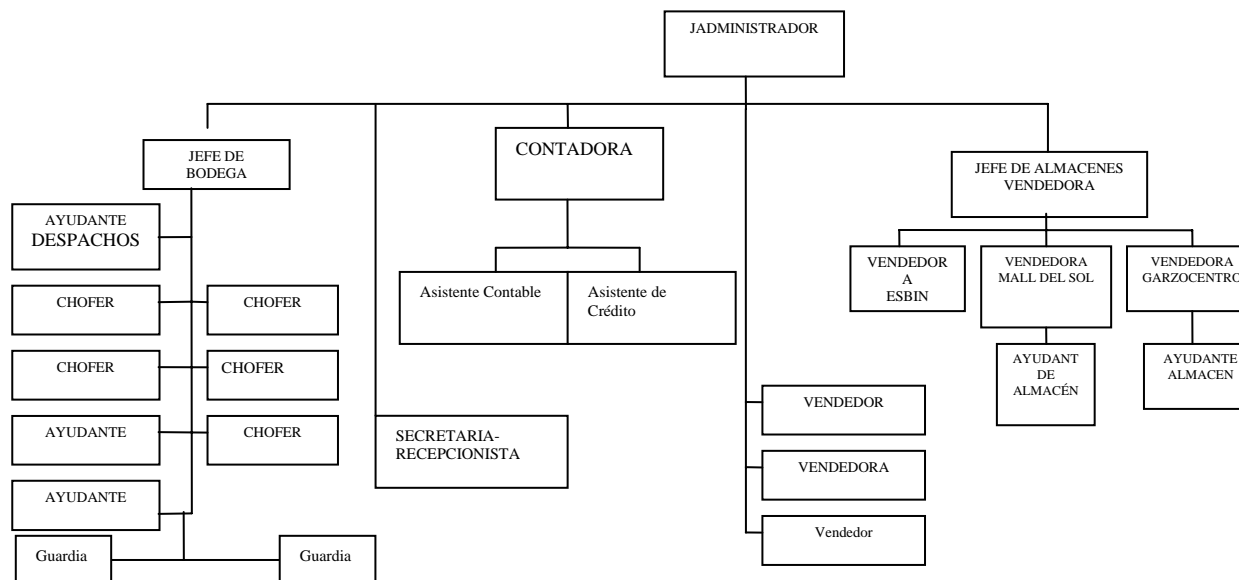 JADMINISTRADOR
JEFE DE
BODEGA
CONTADORA
JEFE DE ALMACENES
VENDEDORA
AYUDANTE
DESPACHOS
CHOFER
CHOFER
CHOFER
CHOFER
AYUDANTE
CHOFER
AYUDANTE
Guardia
Guardia
SECRETARIA-
RECEPCIONISTA
Asistente Contable
Asistente de
Crédito
VENDEDOR
VENDEDORA
Vendedor
VENDEDOR
A
ESBIN
VENDEDORA
MALL DEL SOL
VENDEDORA
GARZOCENTRO
AYUDANT
DE
ALMACÉN
AYUDANTE
ALMACEN